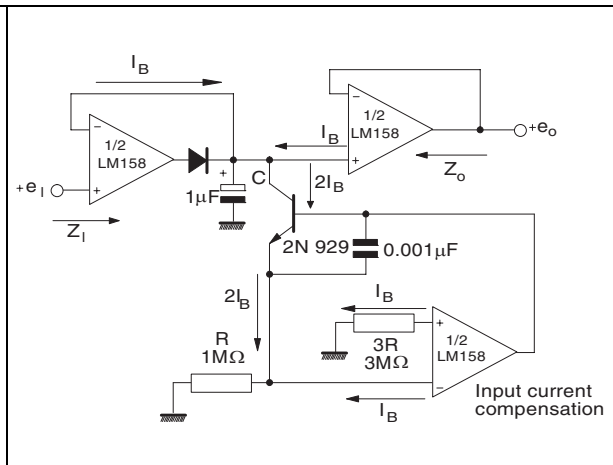 I_B
1/2
LM158
+e_I
Z_I
+
1µF
C
I_B
2I_B
1/2
LM158
+e_o
Z_o
2N 929
0.001µF
2I_B
R
1MΩ
I_B
3R
3MΩ
1/2
LM158
I_B
Input current
compensation